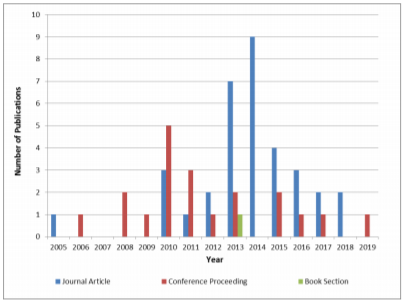 10
9
8
7
6
5
4
3
2
1
0
Number of Publications
2005 2006 2007 2008 2009 2010 2011 2012 2013 2014 2015 2016 2017 2018 2019
Year
Journal Article Conference Proceeding Book Section